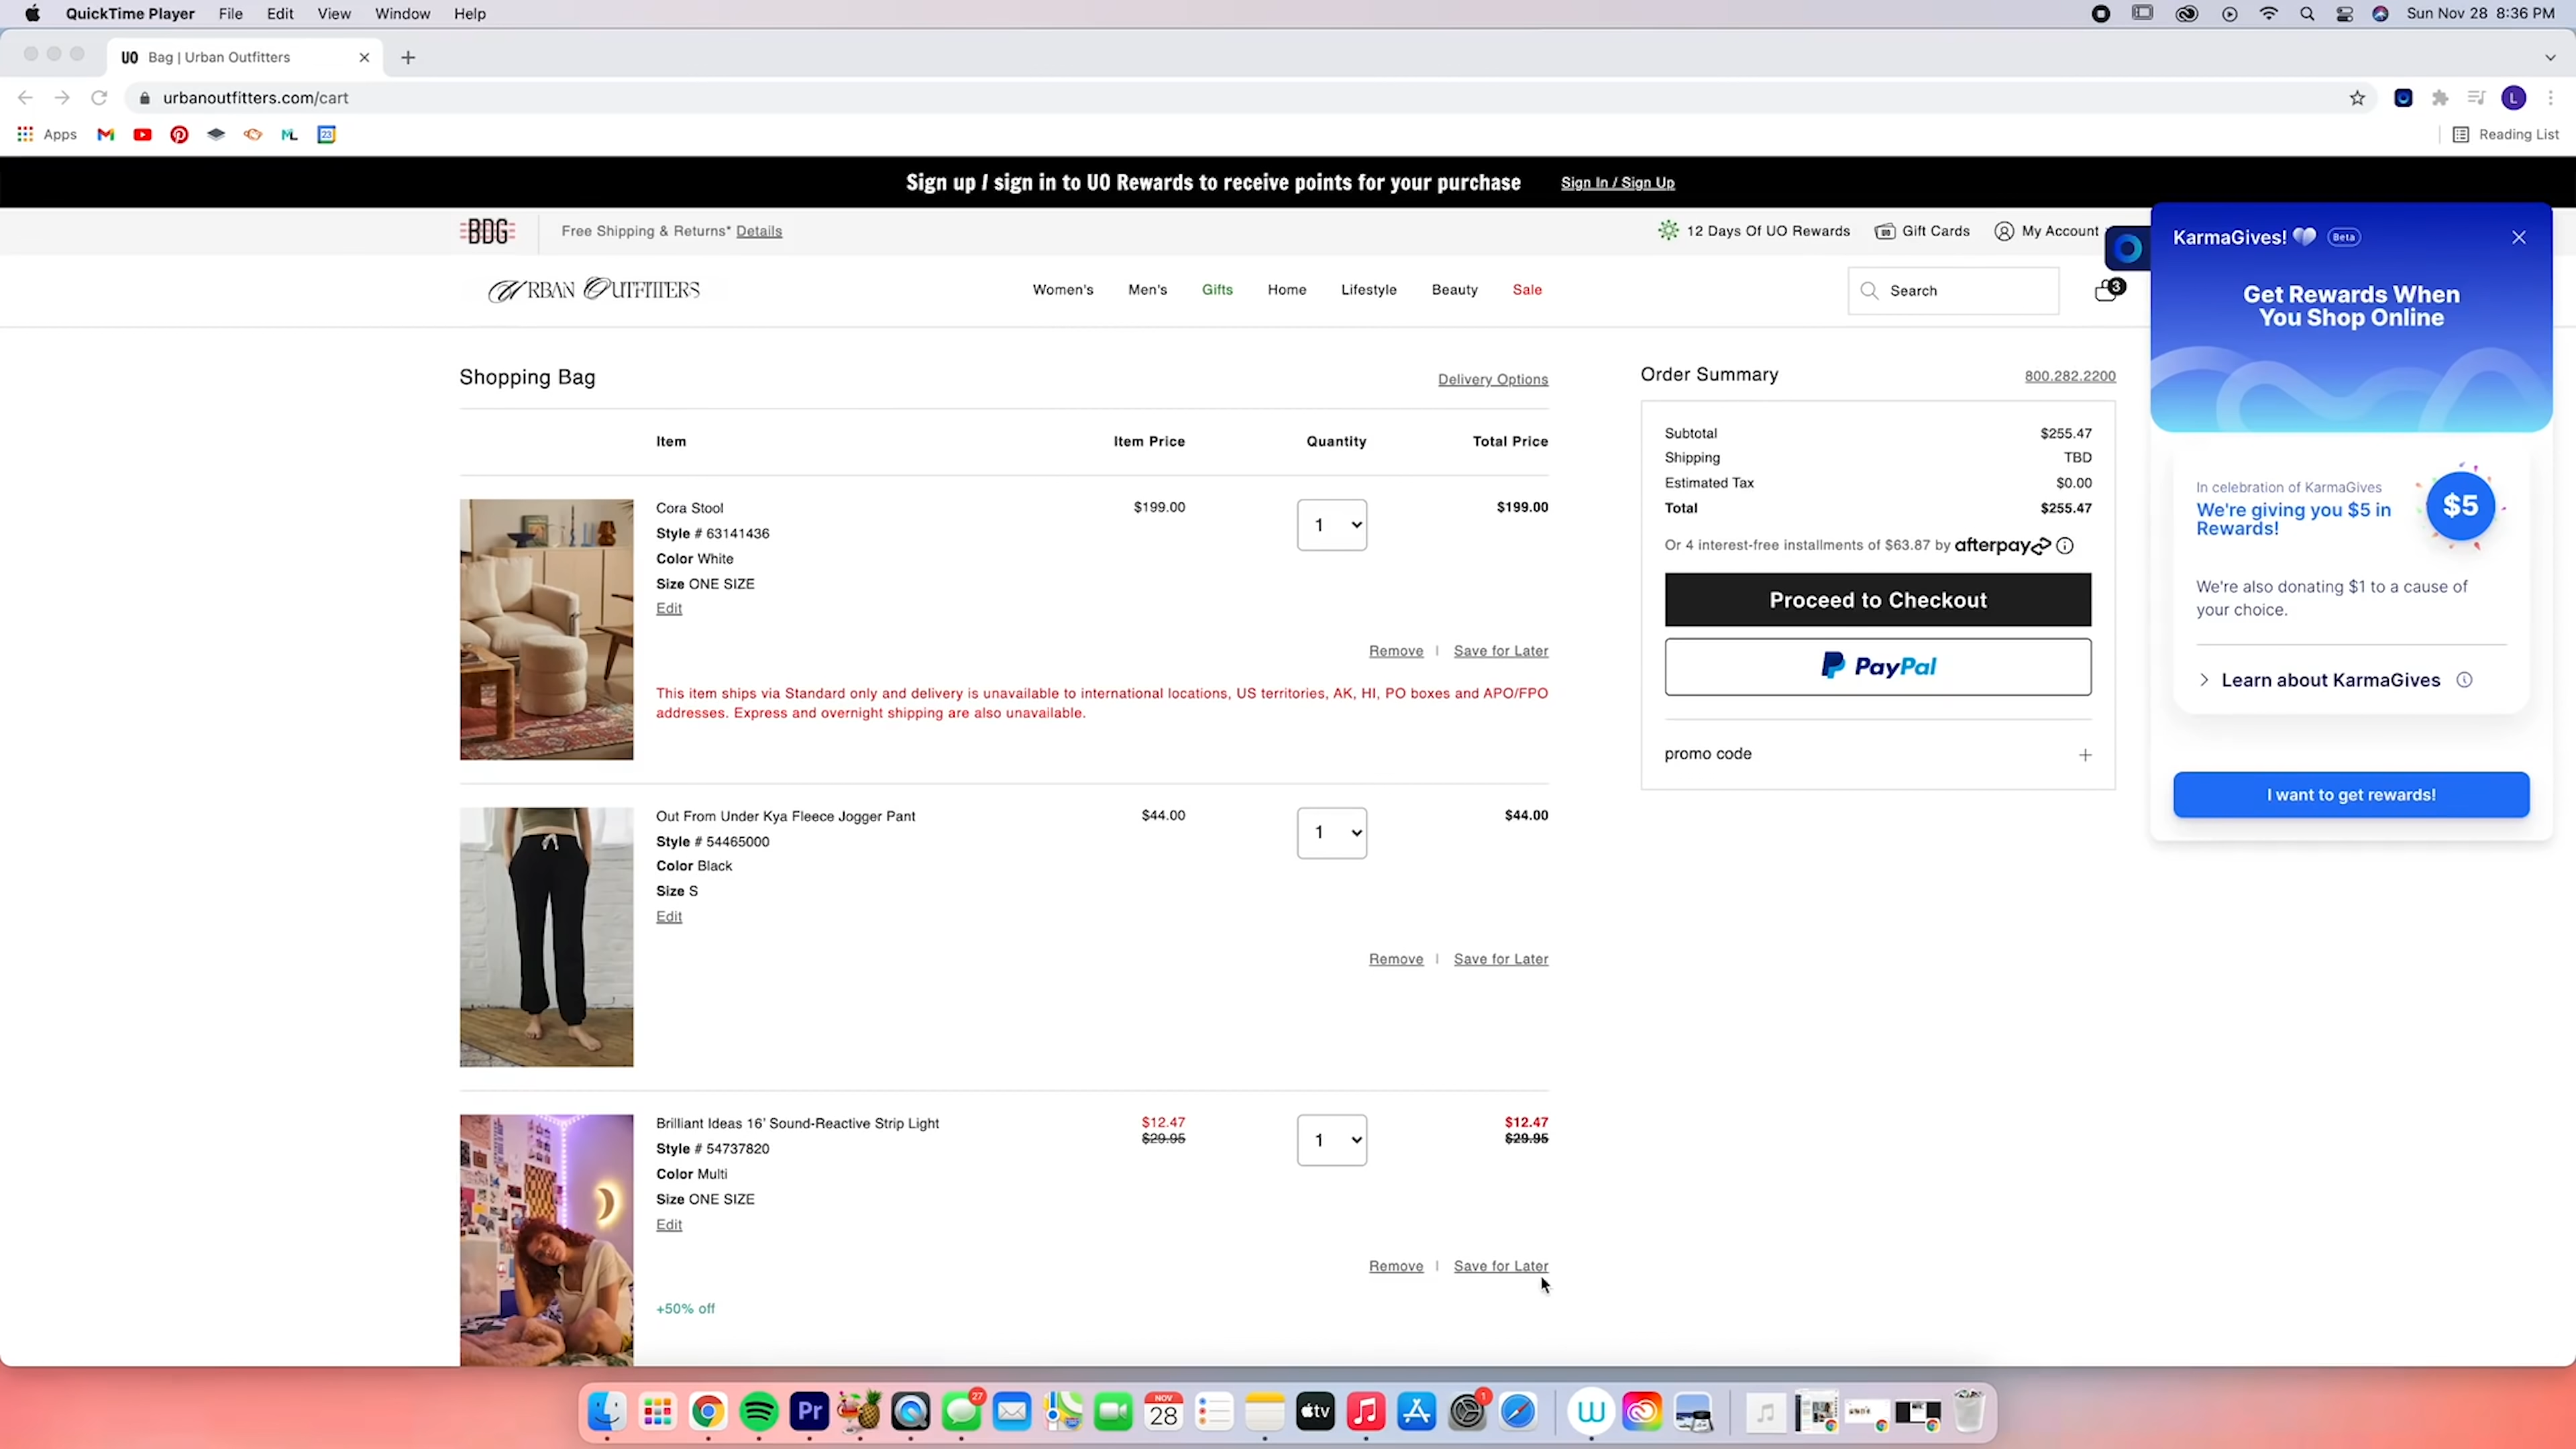 QuickTime Player File Edit View Window Help
Sun Nov 28 8:36 PM
UO Bag | Urban Outfitters
urbanoutfitters.com/cart
L
Apps
ML
23
Reading List
Sign up / sign in to UO Rewards to receive points for your purchase Sign In / Sign Up
BDG Free Shipping & Returns* Details
12 Days Of UO Rewards Gift Cards My Account
URBAN OUTFITTERS
Women's Men's Gifts Home Lifestyle Beauty Sale
Search
3
Shopping Bag Delivery Options
Item Item Price Quantity Total Price
Cora Stool $199.00 1 $199.00
Style # 63141436
Color White
Size ONE SIZE
Edit
Remove | Save for Later
This item ships via Standard only and delivery is unavailable to international locations, US territories, AK, HI, PO boxes and APO/FPO
addresses. Express and overnight shipping are also unavailable.
Out From Under Kya Fleece Jogger Pant $44.00 1 $44.00
Style # 54465000
Color Black
Size S
Edit
Remove | Save for Later
Brilliant Ideas 16' Sound-Reactive Strip Light $12.47 1 $12.47
$29.95 $29.95
Style # 54737820
Color Multi
Size ONE SIZE
Edit
Remove | Save for Later
+50% off
Order Summary 800.282.2200
Subtotal $255.47
Shipping TBD
Estimated Tax $0.00
Total $255.47
Or 4 interest-free installments of $63.87 by afterpay
Proceed to Checkout
PayPal
promo code +
KarmaGives! Beta
Get Rewards When
You Shop Online
In celebration of KarmaGives
We're giving you $5 in
Rewards!
$5
We're also donating $1 to a cause of
your choice.
Learn about KarmaGives
I want to get rewards!
Pr
27
NOV
28
tv
1
W